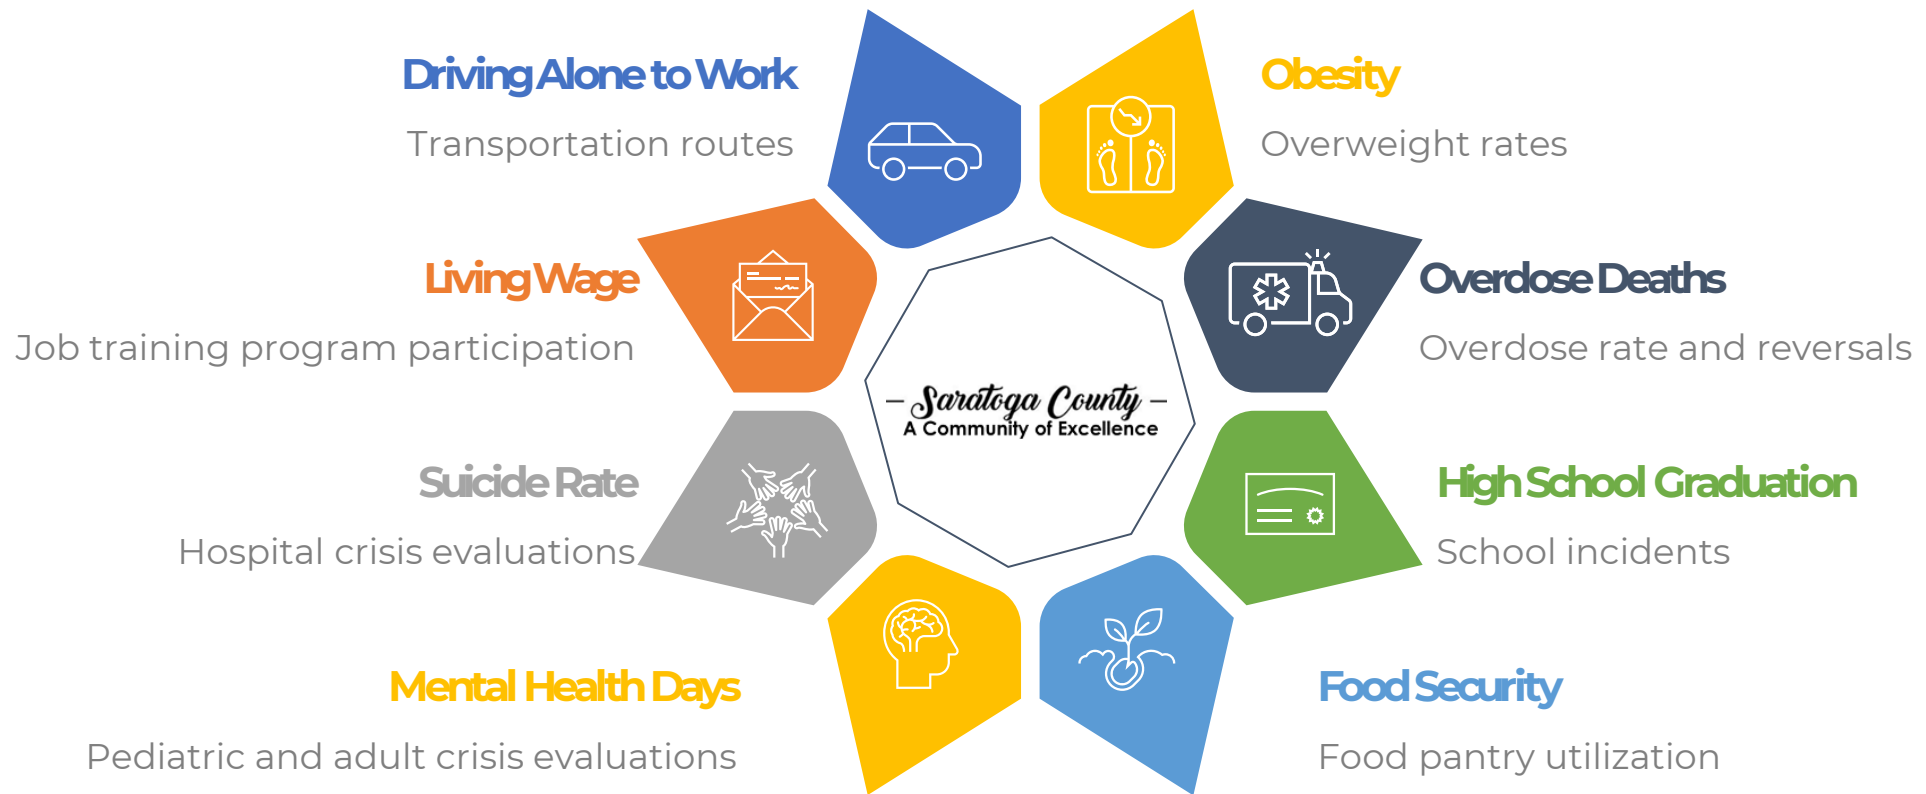 Driving Alone to Work
Transportation routes
Obesity
Overweight rates
Living Wage
Job training program participation
Overdose Deaths
Overdose rate and reversals
– Saratoga County –
A Community of Excellence
Suicide Rate
Hospital crisis evaluations
High School Graduation
School incidents
Mental Health Days
Pediatric and adult crisis evaluations
Food Security
Food pantry utilization